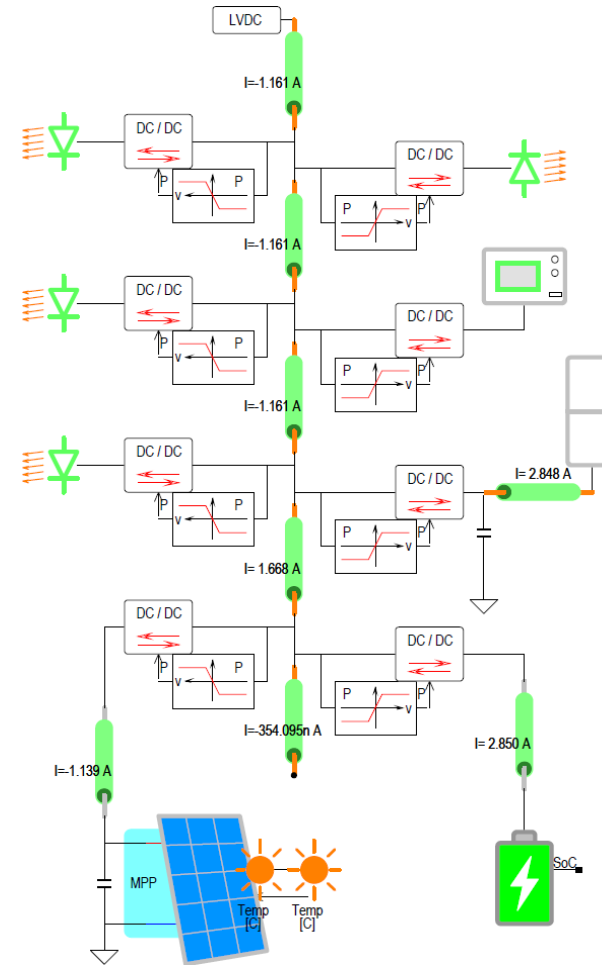 LVDC
I=-1.161 A
DC / DC
DC / DC
P
v
P
P
v
P
I=-1.161 A
DC / DC
DC / DC
P
v
P
P
v
P
I=-1.161 A
DC / DC
DC / DC
I= 2.848 A
P
v
P
P
v
P
I= 1.668 A
DC / DC
DC / DC
P
v
P
P
v
P
I=-354.095n A
I=-1.139 A
I= 2.850 A
MPP
SoC
Temp
[C]
Temp
[C]